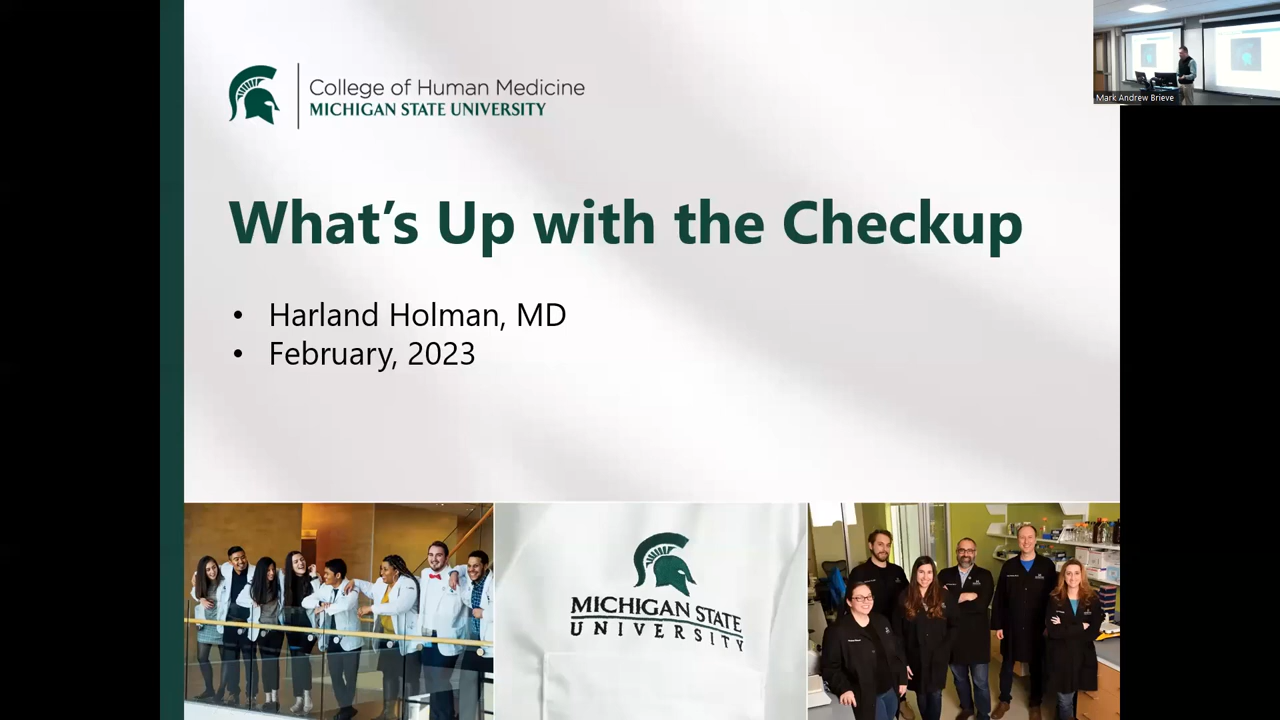 College of Human Medicine
MICHIGAN STATE UNIVERSITY
Mark Andrew Brieve
What's Up with the Checkup
• Harland Holman, MD
• February, 2023
MICHIGAN STATE
UNIVERSITY